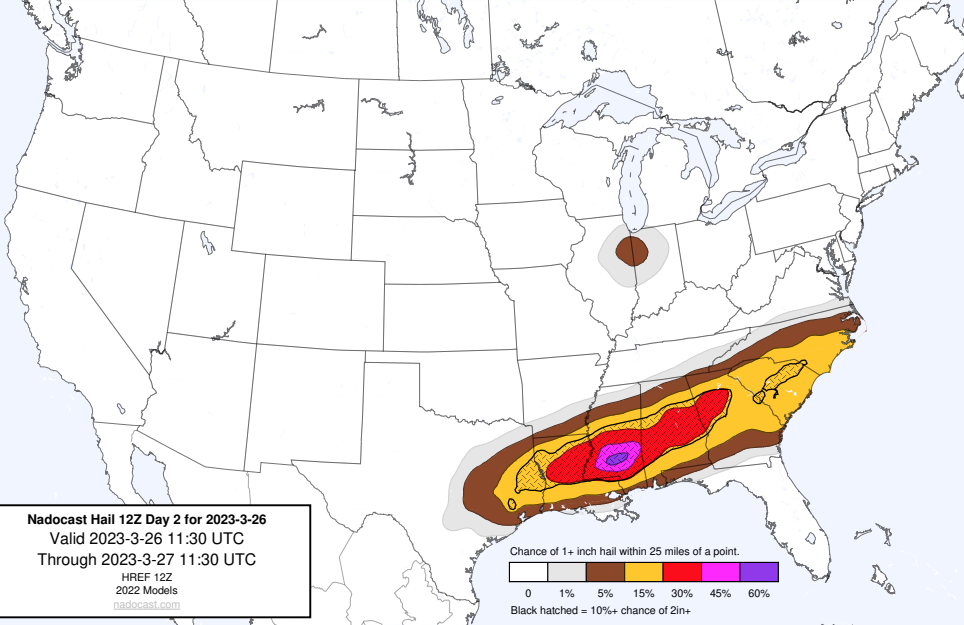 Nadocast Hail 12Z Day 2 for 2023-3-26
Valid 2023-3-26 11:30 UTC
Through 2023-3-27 11:30 UTC
HREF 12Z
2022 Models
nadocast.com
Chance of 1+ inch hail within 25 miles of a point.
0 1% 5% 15% 30% 45% 60%
Black hatched = 10%+ chance of 2in+